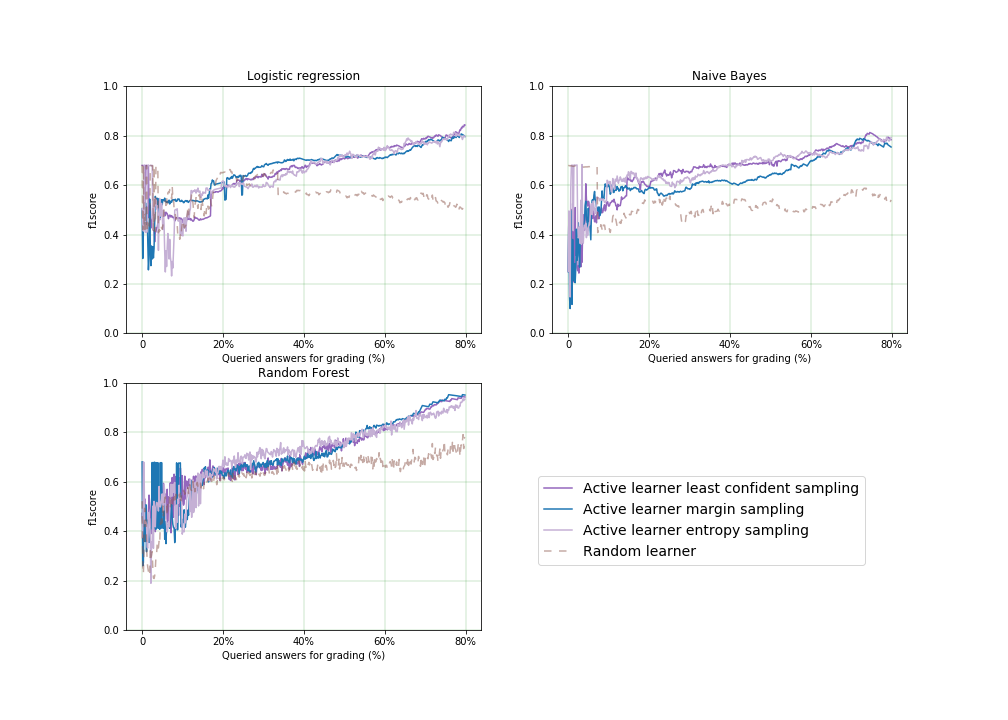 Logistic regression
1.0
0.8
0.6
0.4
0.2
0.0
f1score
0 20% 40% 60% 80%
Queried answers for grading (%)
Naive Bayes
1.0
0.8
0.6
0.4
0.2
0.0
f1score
0 20% 40% 60% 80%
Queried answers for grading (%)
Random Forest
1.0
0.8
0.6
0.4
0.2
0.0
f1score
0 20% 40% 60% 80%
Queried answers for grading (%)
Active learner least confident sampling
Active learner margin sampling
Active learner entropy sampling
Random learner